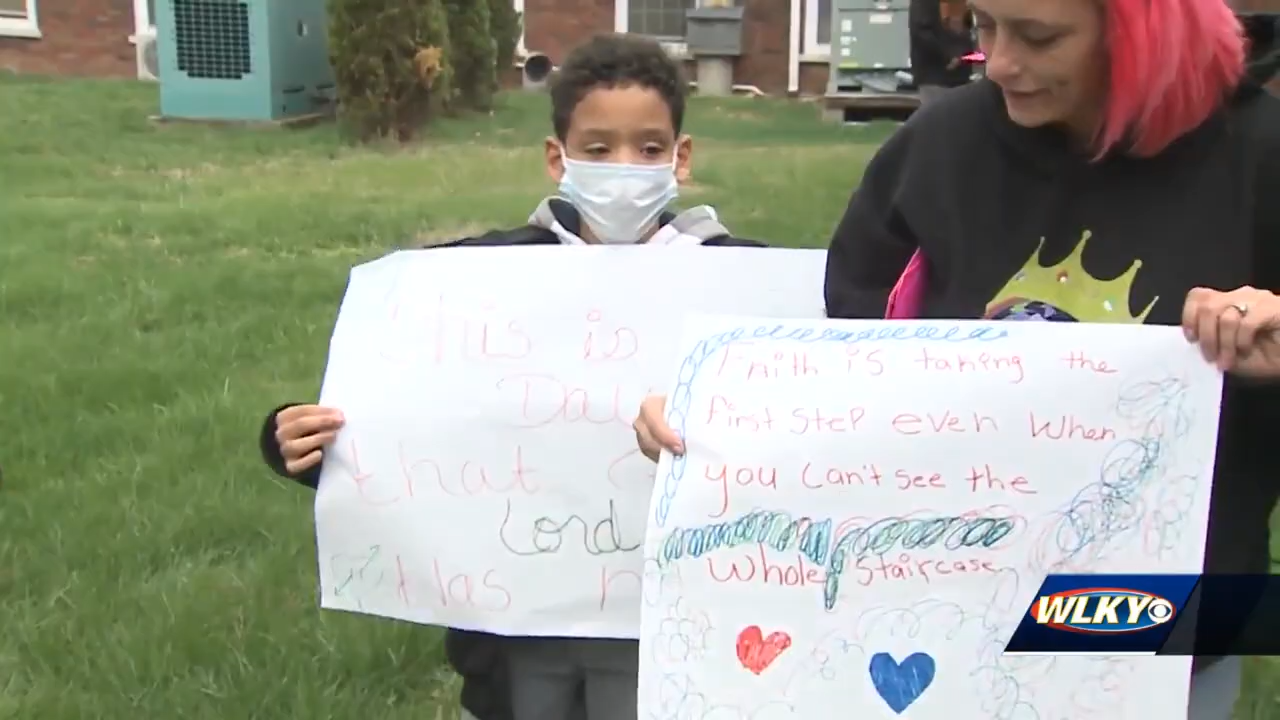 This is
Day
that
Lord
Has
Faith is taking the
first step even when
you can't see the
whole staircase
WLKY